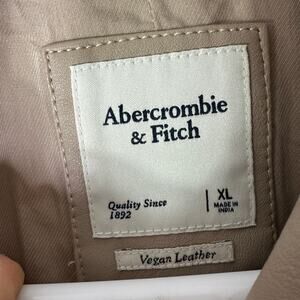 Abercrombie
& Fitch
Quality Since
1892
XL
MADE IN
INDIA
Vegan Leather